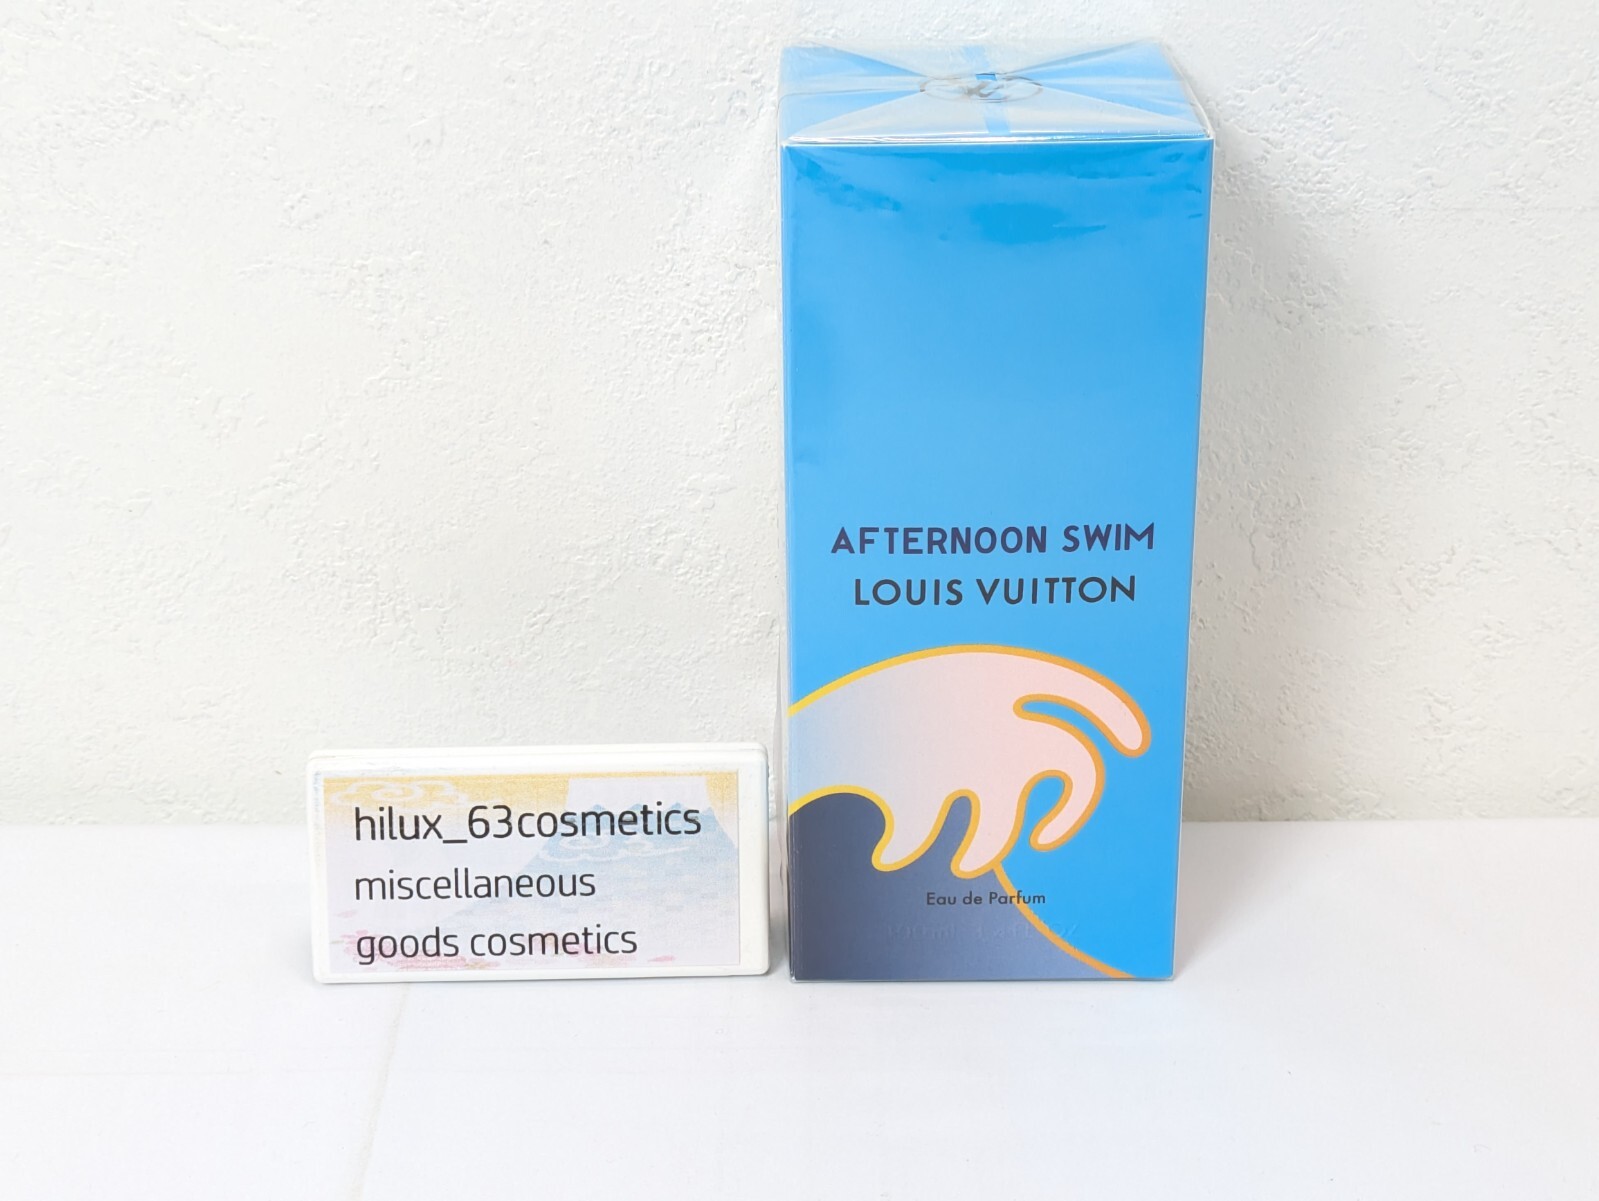 AFTERNOON SWIM
LOUIS VUITTON
Eau de Parfum
hilux_63cosmetics
miscellaneous
goods cosmetics